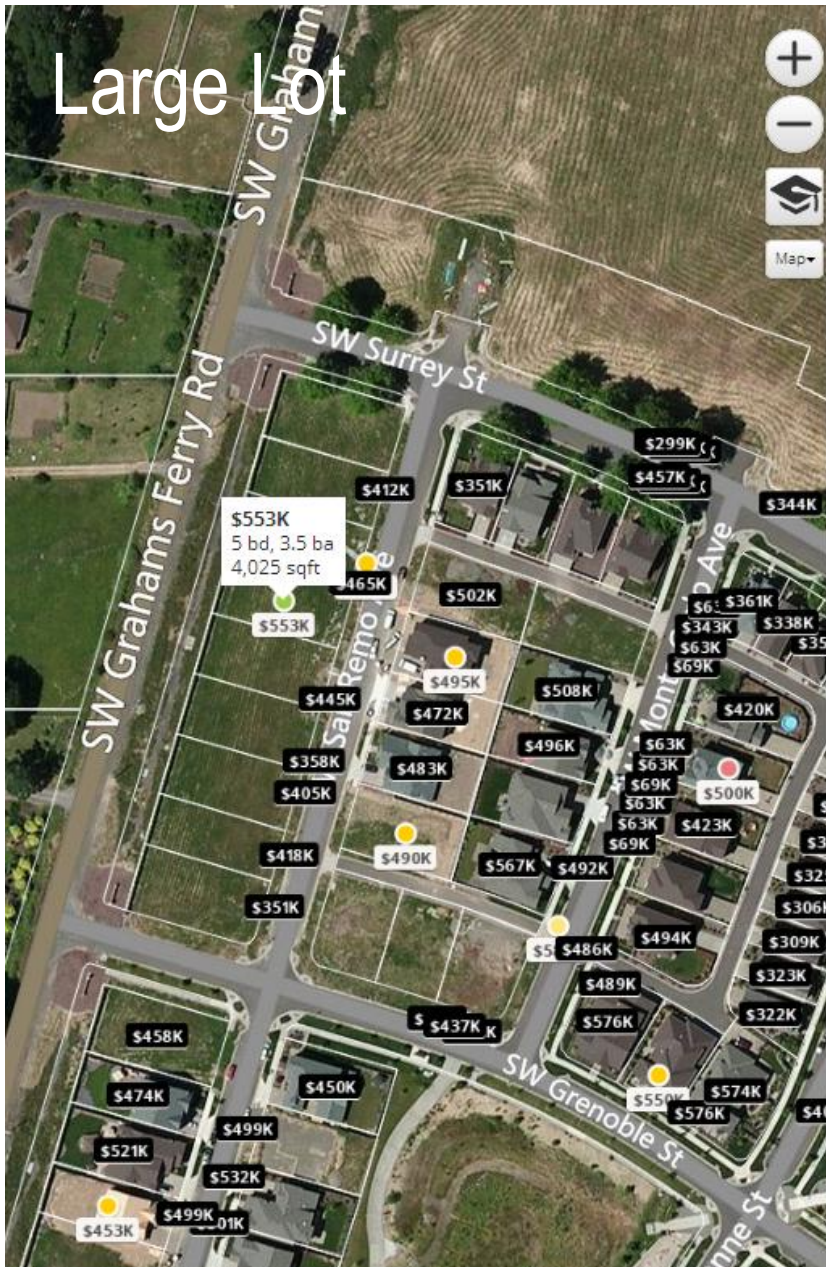 Large Lot
SW Graham
Map
SW Surrey St
SW Grahams Ferry Rd
$299K
$457K
$412K
$351K
$344K
$553K
5 bd, 3.5 ba
4,025 sqft
$465K
$553K
$502K
$361K
$343K
$338K
$63K
$69K
$495K
$508K
$445K
$472K
$420K
$496K
$63K
$358K
$483K
$63K
$500K
$405K
$69K
$63K
$490K
$63K
$423K
$418K
$69K
$567K
$492K
$351K
$306K
$494K
$486K
$309K
$489K
$323K
$458K
$437K
$576K
$322K
SW Grenoble St
$474K
$450K
$550K
$574K
$576K
$499K
$521K
$532K
$453K
$499K